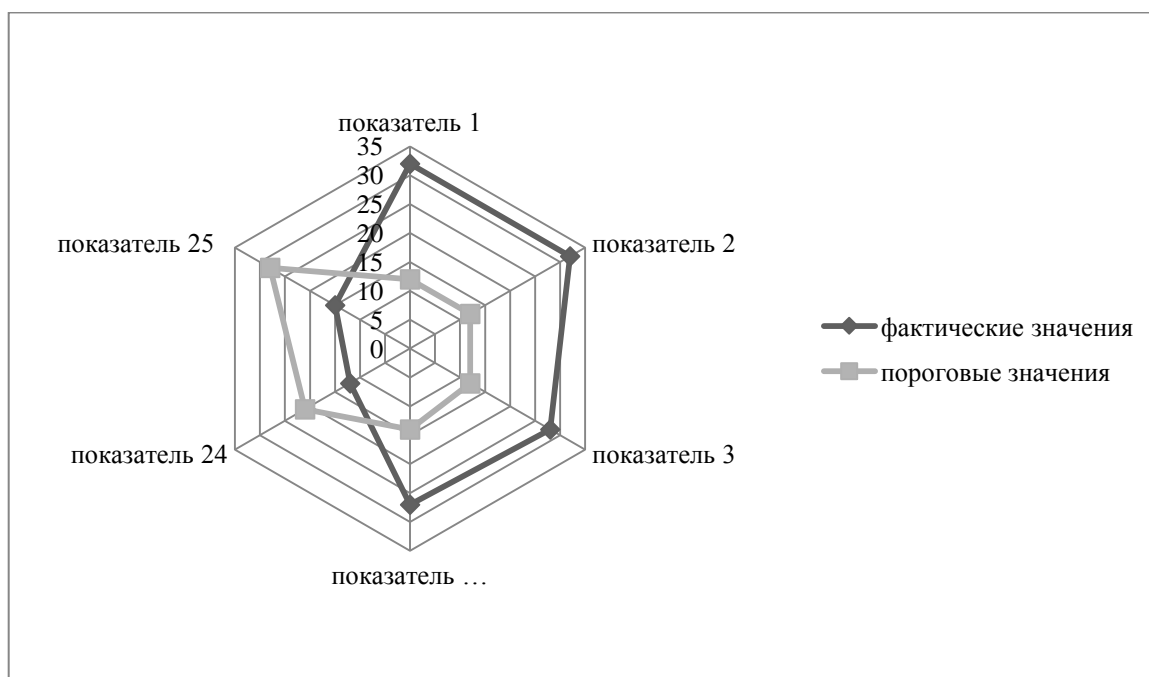 показатель 1
35
30
25
20
15
10
5
0
показатель 2
показатель 3
показатель …
показатель 24
показатель 25
фактические значения
пороговые значения